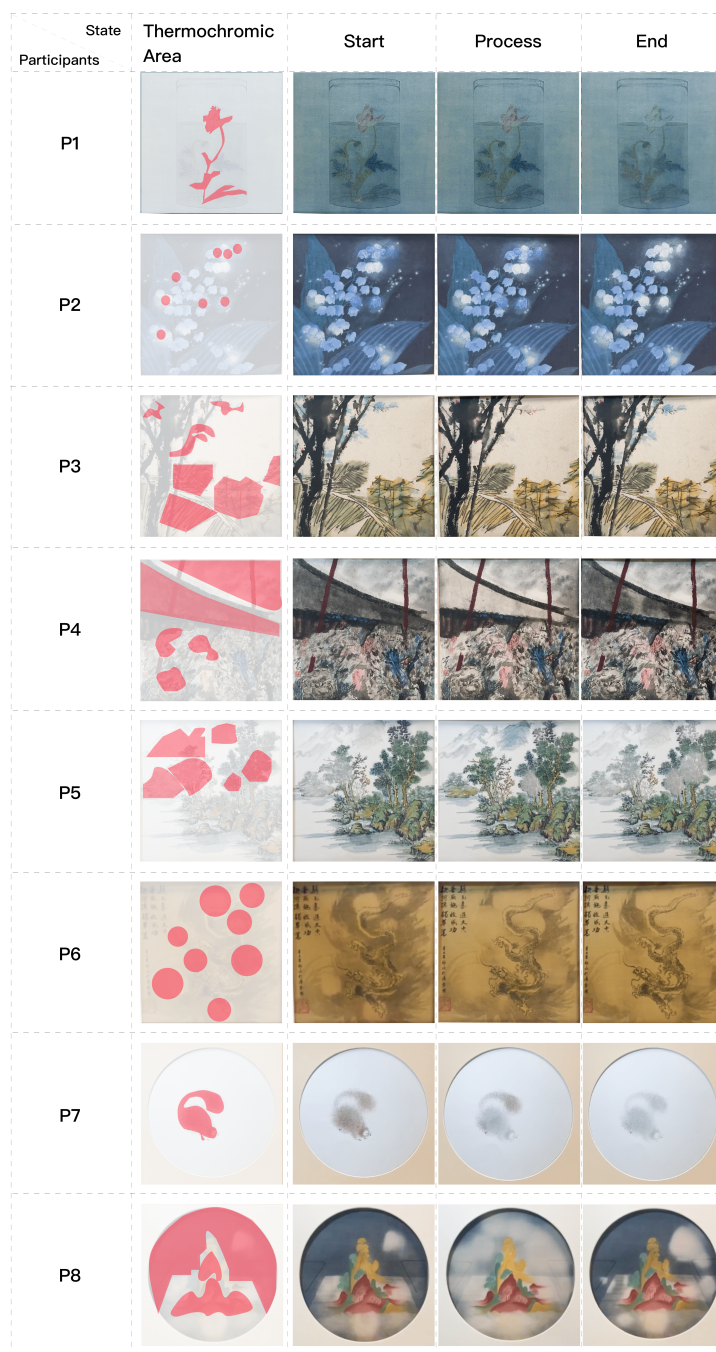 State
Participants
Thermochromic
Area
Start
Process
End
P1
P2
P3
P4
P5
P6
P7
P8